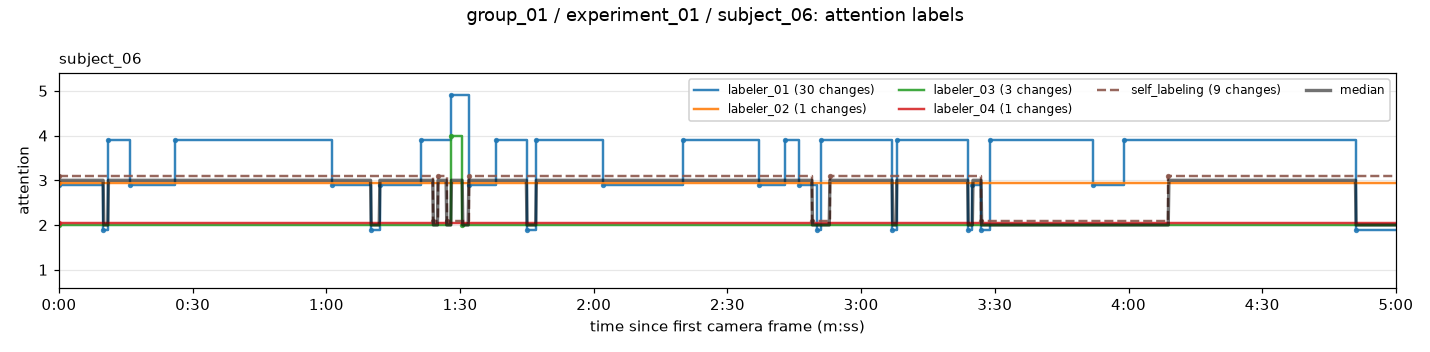 group_01 / experiment_01 / subject_06: attention labels
subject_06
labeler_01 (30 changes)
labeler_02 (1 changes)
labeler_03 (3 changes)
labeler_04 (1 changes)
self_labeling (9 changes)
median
attention
5
4
3
2
1
0:00 0:30 1:00 1:30 2:00 2:30 3:00 3:30 4:00 4:30 5:00
time since first camera frame (m:ss)